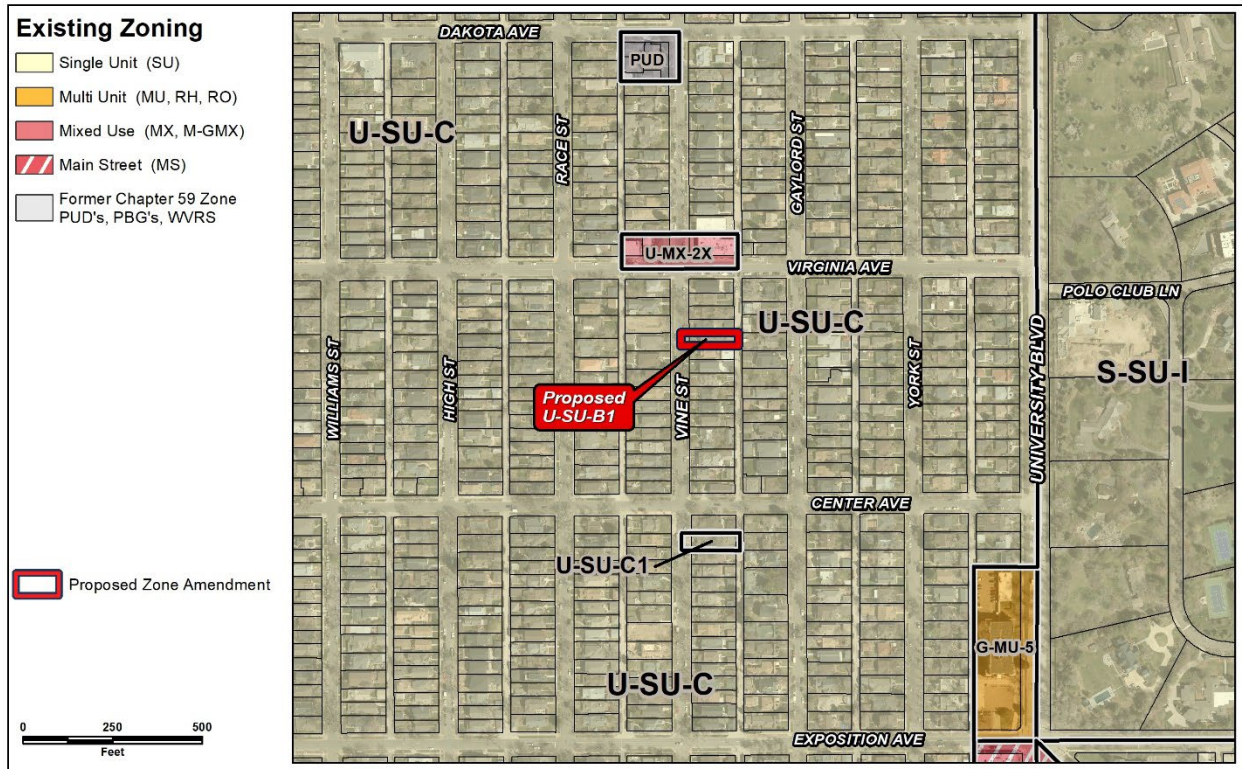 Existing Zoning
Single Unit (SU)
Multi Unit (MU, RH, RO)
Mixed Use (MX, M-GMX)
Main Street (MS)
Former Chapter 59 Zone
PUD's, PBG's, WVRS
Proposed Zone Amendment
0 250 500
Feet
DAKOTA AVE
PUD
U-SU-C
RACE ST
GAYLORD ST
U-MX-2X
VIRGINIA AVE
POLO CLUB LN
U-SU-C
WILLIAMS ST
HIGH ST
Proposed
U-SU-B1
VINE ST
YORK ST
UNIVERSITY BLVD
S-SU-I
CENTER AVE
U-SU-C1
G-MU-5
U-SU-C
EXPOSITION AVE